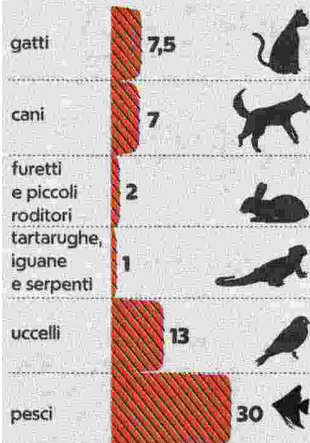 gatti 7,5
cani 7
furetti
e piccoli
roditori 2
tartarughe,
iguane
e serpenti 1
uccelli 13
pesci 30